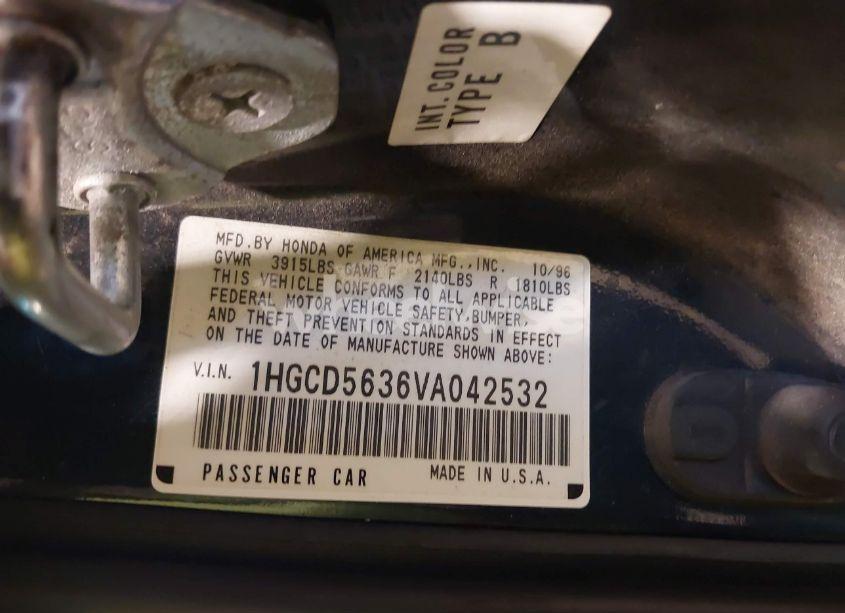 INT. COLOR
TYPE B
MFD. BY HONDA OF AMERICA MFG., INC. 10/96
GVWR 3915LBS GAWR F 2140LBS R 1810LBS
THIS VEHICLE CONFORMS TO ALL APPLICABLE
FEDERAL MOTOR VEHICLE SAFETY, BUMPER,
AND THEFT PREVENTION STANDARDS IN EFFECT
ON THE DATE OF MANUFACTURE SHOWN ABOVE:
V.I.N. 1HGCD5636VA042532
PASSENGER CAR MADE IN U.S.A.